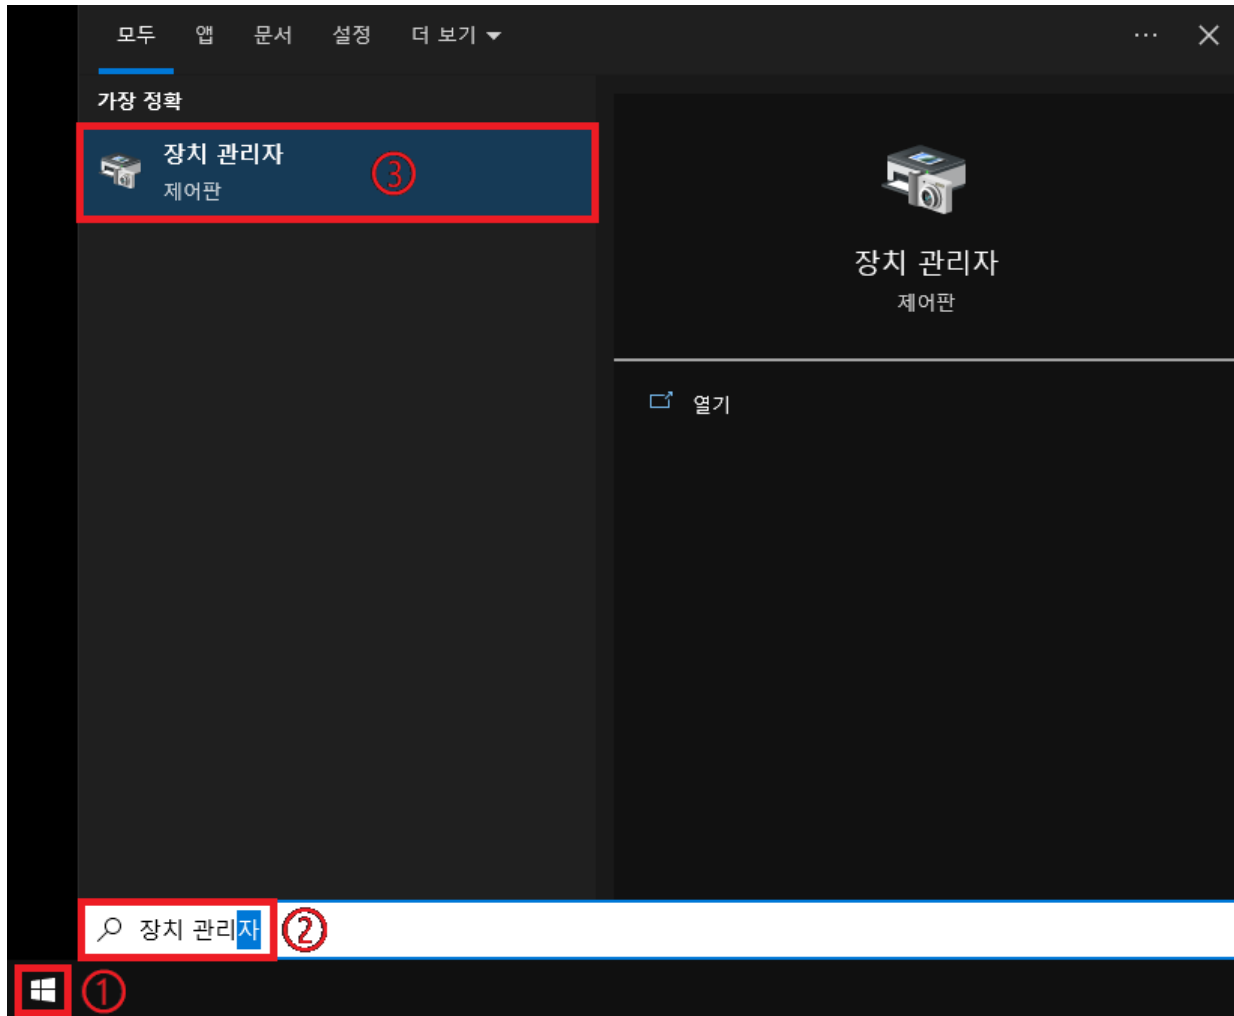 모두 앱 문서 설정 더 보기
가장 정확
장치 관리자
제어판
③
장치 관리자
제어판
열기
장치 관리자
②
①